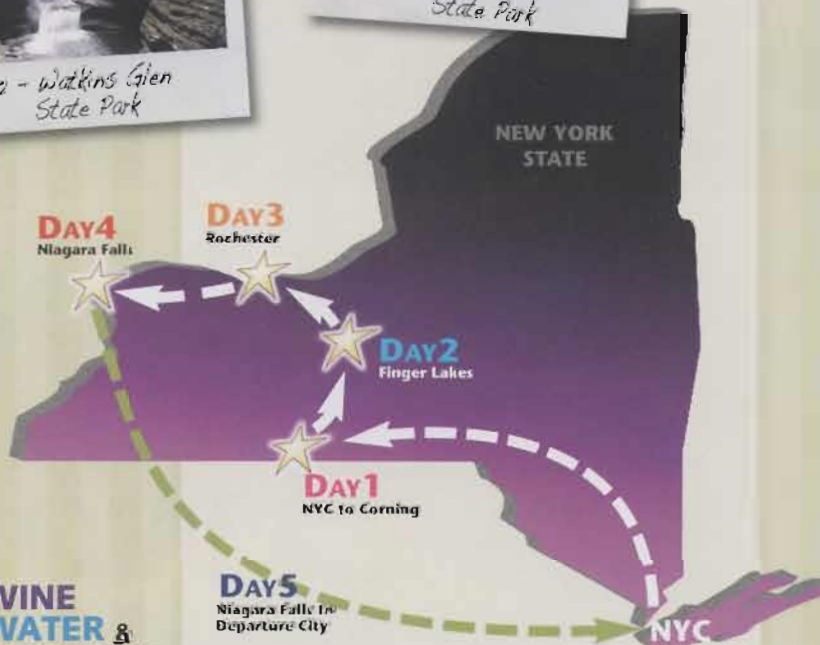 State Park
Watkins Glen
State Park
NEW YORK
STATE
DAY4
Niagara Falls
DAY3
Rochester
DAY2
Finger Lakes
DAY1
NYC to Corning
DAY5
Niagara Falls to
Departure City
NYC
VINE
WATER &